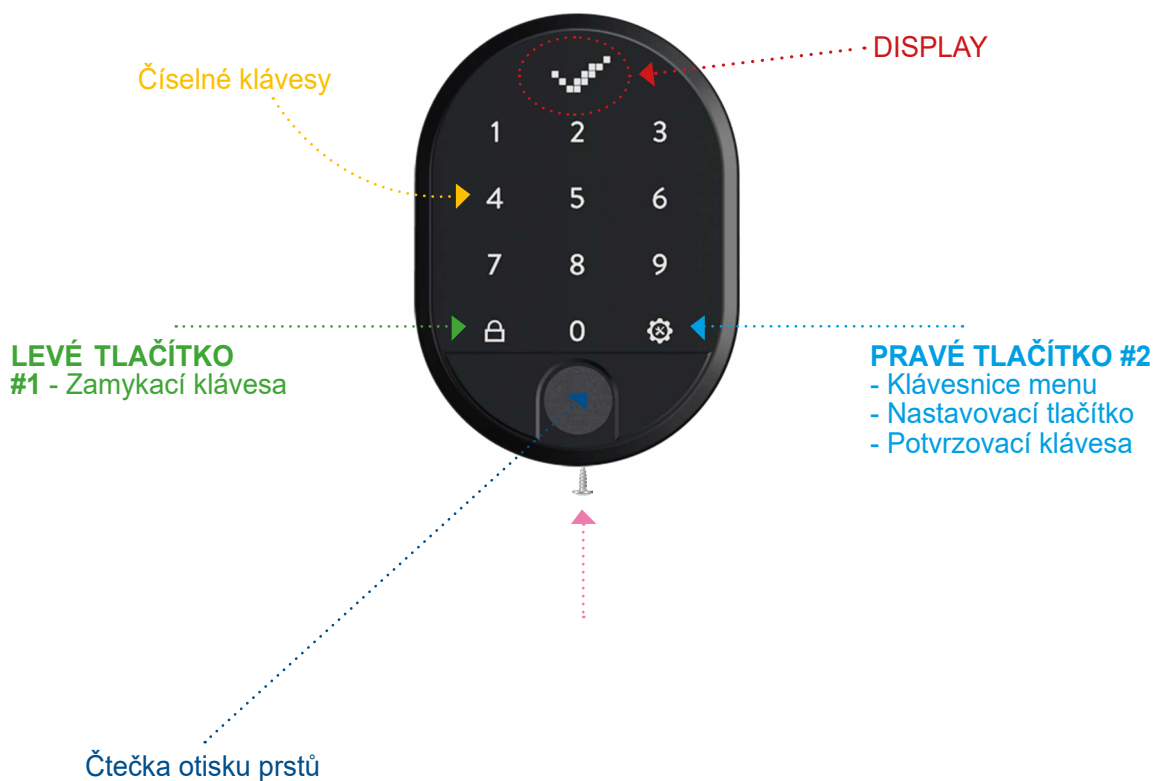 DISPLAY
Číselné klávesy
1 2 3
4 5 6
7 8 9
0
LEVÉ TLAČÍTKO
#1 - Zamykací klávesa
PRAVÉ TLAČÍTKO #2
- Klávesnice menu
- Nastavovací tlačítko
- Potvrzovací klávesa
Čtečka otisku prstů